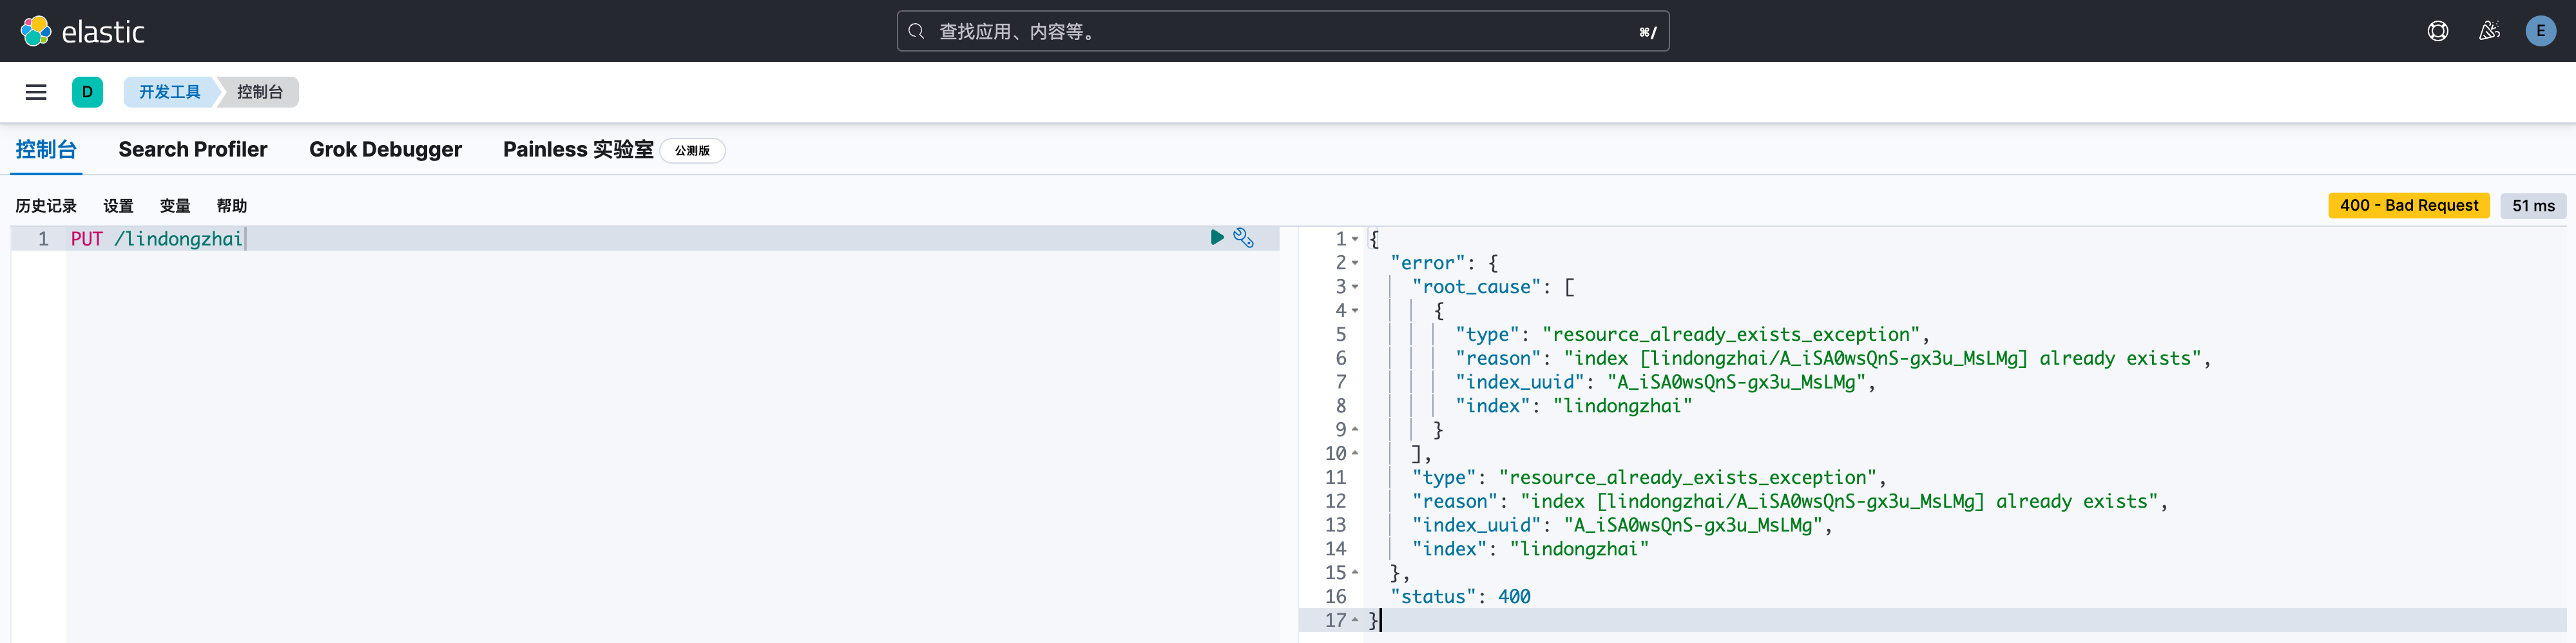 elastic
查找应用、内容等。
⌘/
E
D
开发工具
控制台
控制台
Search Profiler
Grok Debugger
Painless 实验室
公测版
历史记录
设置
变量
帮助
400 - Bad Request
51 ms
1 PUT /lindongzhai
1 {
2 "error": {
3 "root_cause": [
4 {
5 "type": "resource_already_exists_exception",
6 "reason": "index [lindongzhai/A_iSA0wsQnS-gx3u_MsLMg] already exists",
7 "index_uuid": "A_iSA0wsQnS-gx3u_MsLMg",
8 "index": "lindongzhai"
9 }
10 ],
11 "type": "resource_already_exists_exception",
12 "reason": "index [lindongzhai/A_iSA0wsQnS-gx3u_MsLMg] already exists",
13 "index_uuid": "A_iSA0wsQnS-gx3u_MsLMg",
14 "index": "lindongzhai"
15 },
16 "status": 400
17 }